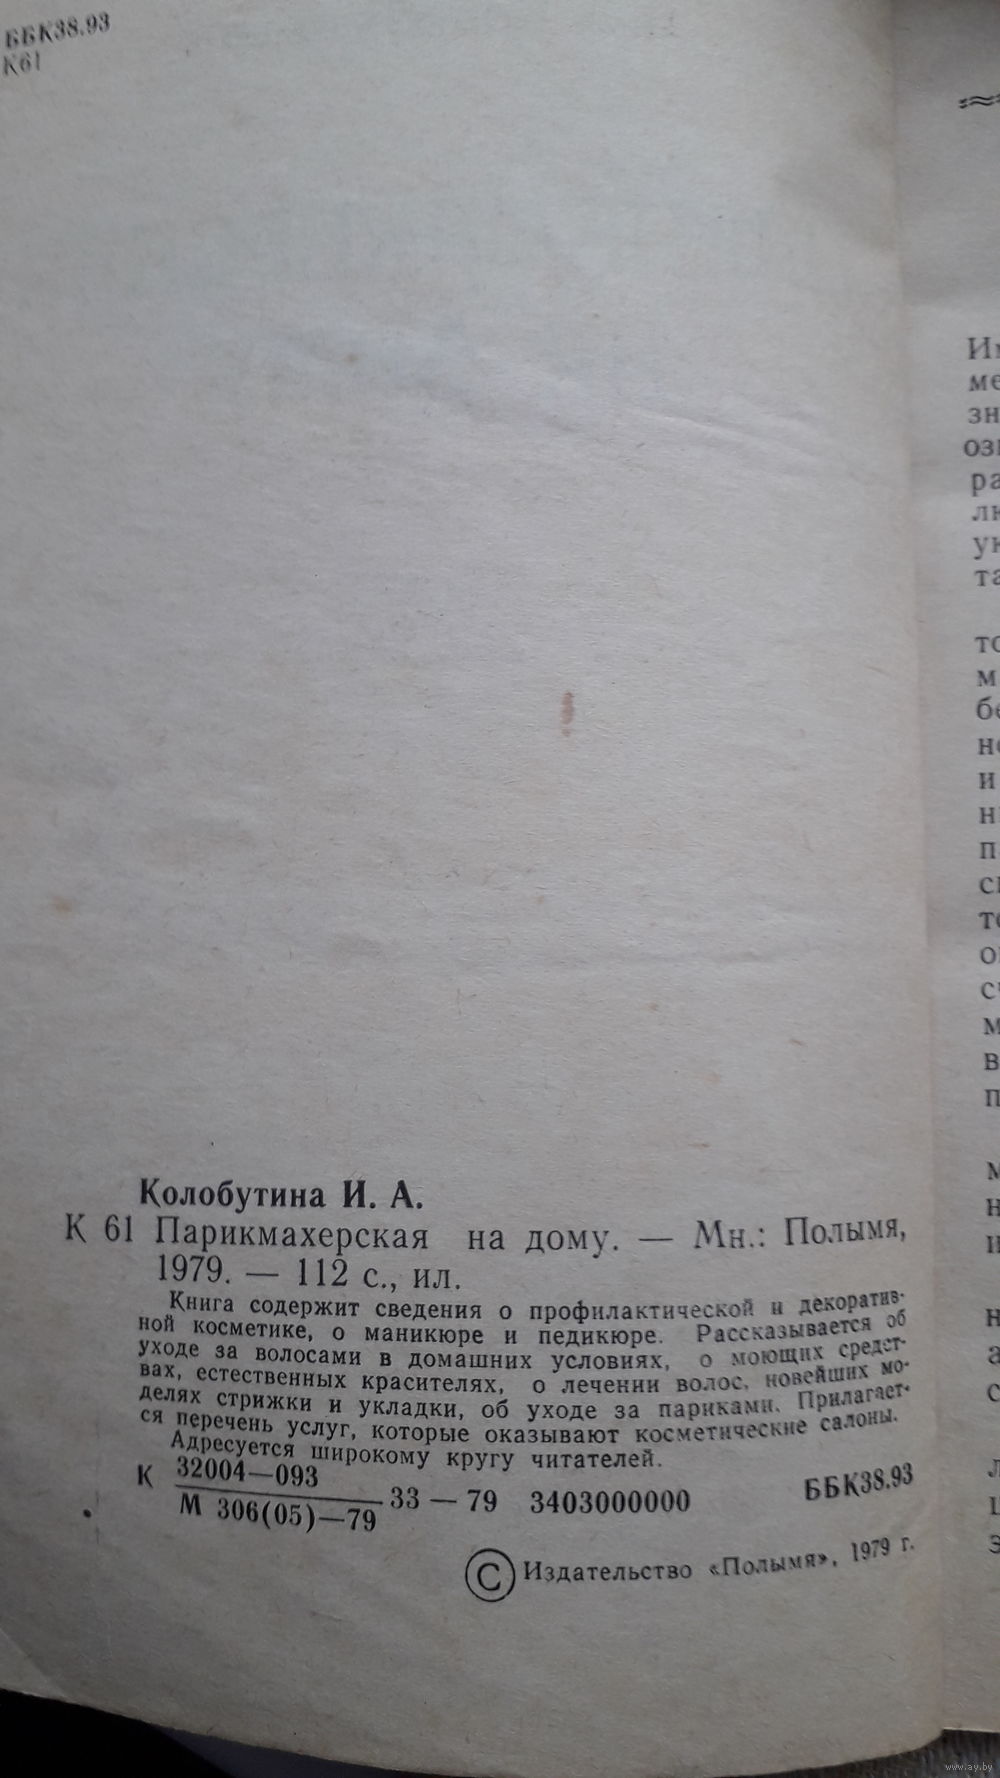 ББК38.93
К61
Колобутина И. А.
К 61 Парикмахерская на дому. — Мн.: Полымя,
1979. — 112 с., ил.
Книга содержит сведения о профилактической и декоратив-
ной косметике, о маникюре и педикюре. Рассказывается об
уходе за волосами в домашних условиях, о моющих средст-
вах, естественных красителях, о лечении волос, новейших мо-
делях стрижки и укладки, об уходе за париками. Прилагает-
ся перечень услуг, которые оказывают косметические салоны.
Адресуется широкому кругу читателей.
К 32004—093
М 306(05)—79 33 — 79 3403000000 ББК38.93
© Издательство «Полымя», 1979 г.
www.ay.by